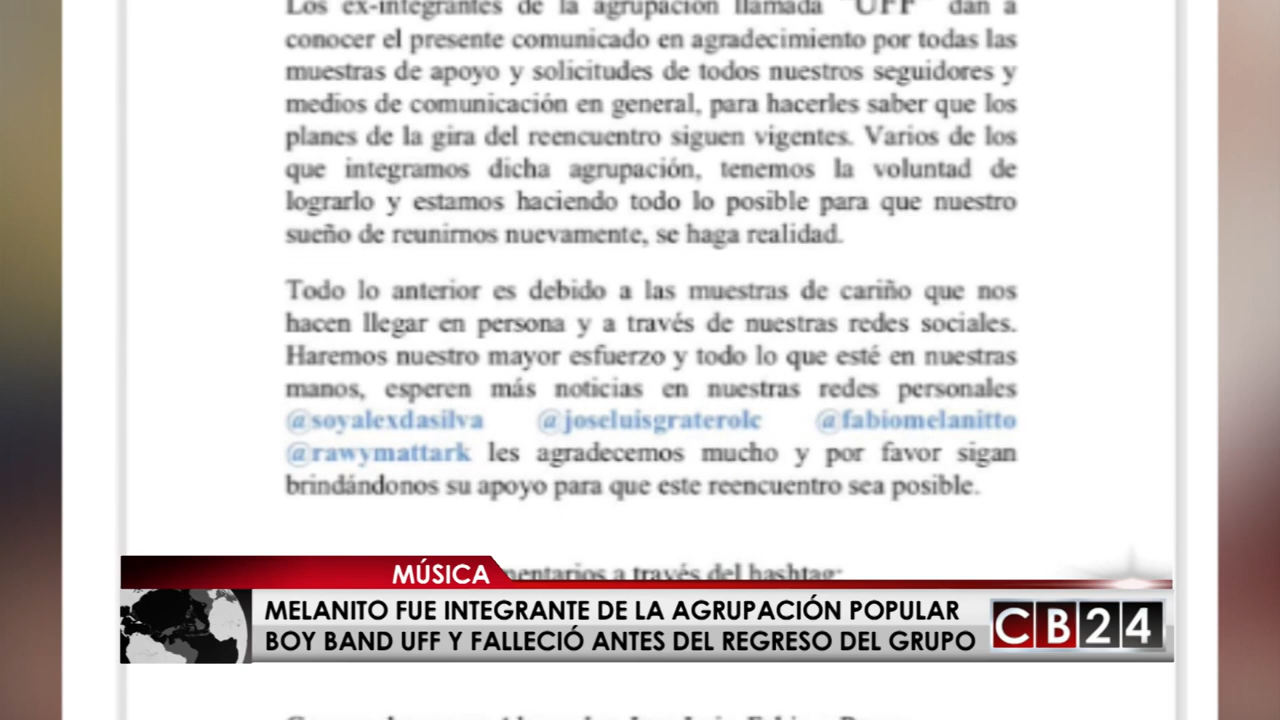 Los ex-integrantes de la agrupación llamada "UFF" dan a
conocer el presente comunicado en agradecimiento por todas las
muestras de apoyo y solicitudes de todos nuestros seguidores y
medios de comunicación en general, para hacerles saber que los
planes de la gira del reencuentro siguen vigentes. Varios de los
que integramos dicha agrupación, tenemos la voluntad de
lograrlo y estamos haciendo todo lo posible para que nuestro
sueño de reunirnos nuevamente, se haga realidad.
Todo lo anterior es debido a las muestras de cariño que nos
hacen llegar en persona y a través de nuestras redes sociales.
Haremos nuestro mayor esfuerzo y todo lo que esté en nuestras
manos, esperen más noticias en nuestras redes personales
@soyalexdasilva @joseluisgraterolc @fabiomelanitto
@rawymattark les agradecemos mucho y por favor sigan
brindándonos su apoyo para que este reencuentro sea posible.
a través del hashtag:
MÚSICA
MELANITO FUE INTEGRANTE DE LA AGRUPACIÓN POPULAR
BOY BAND UFF Y FALLECIÓ ANTES DEL REGRESO DEL GRUPO
CB24